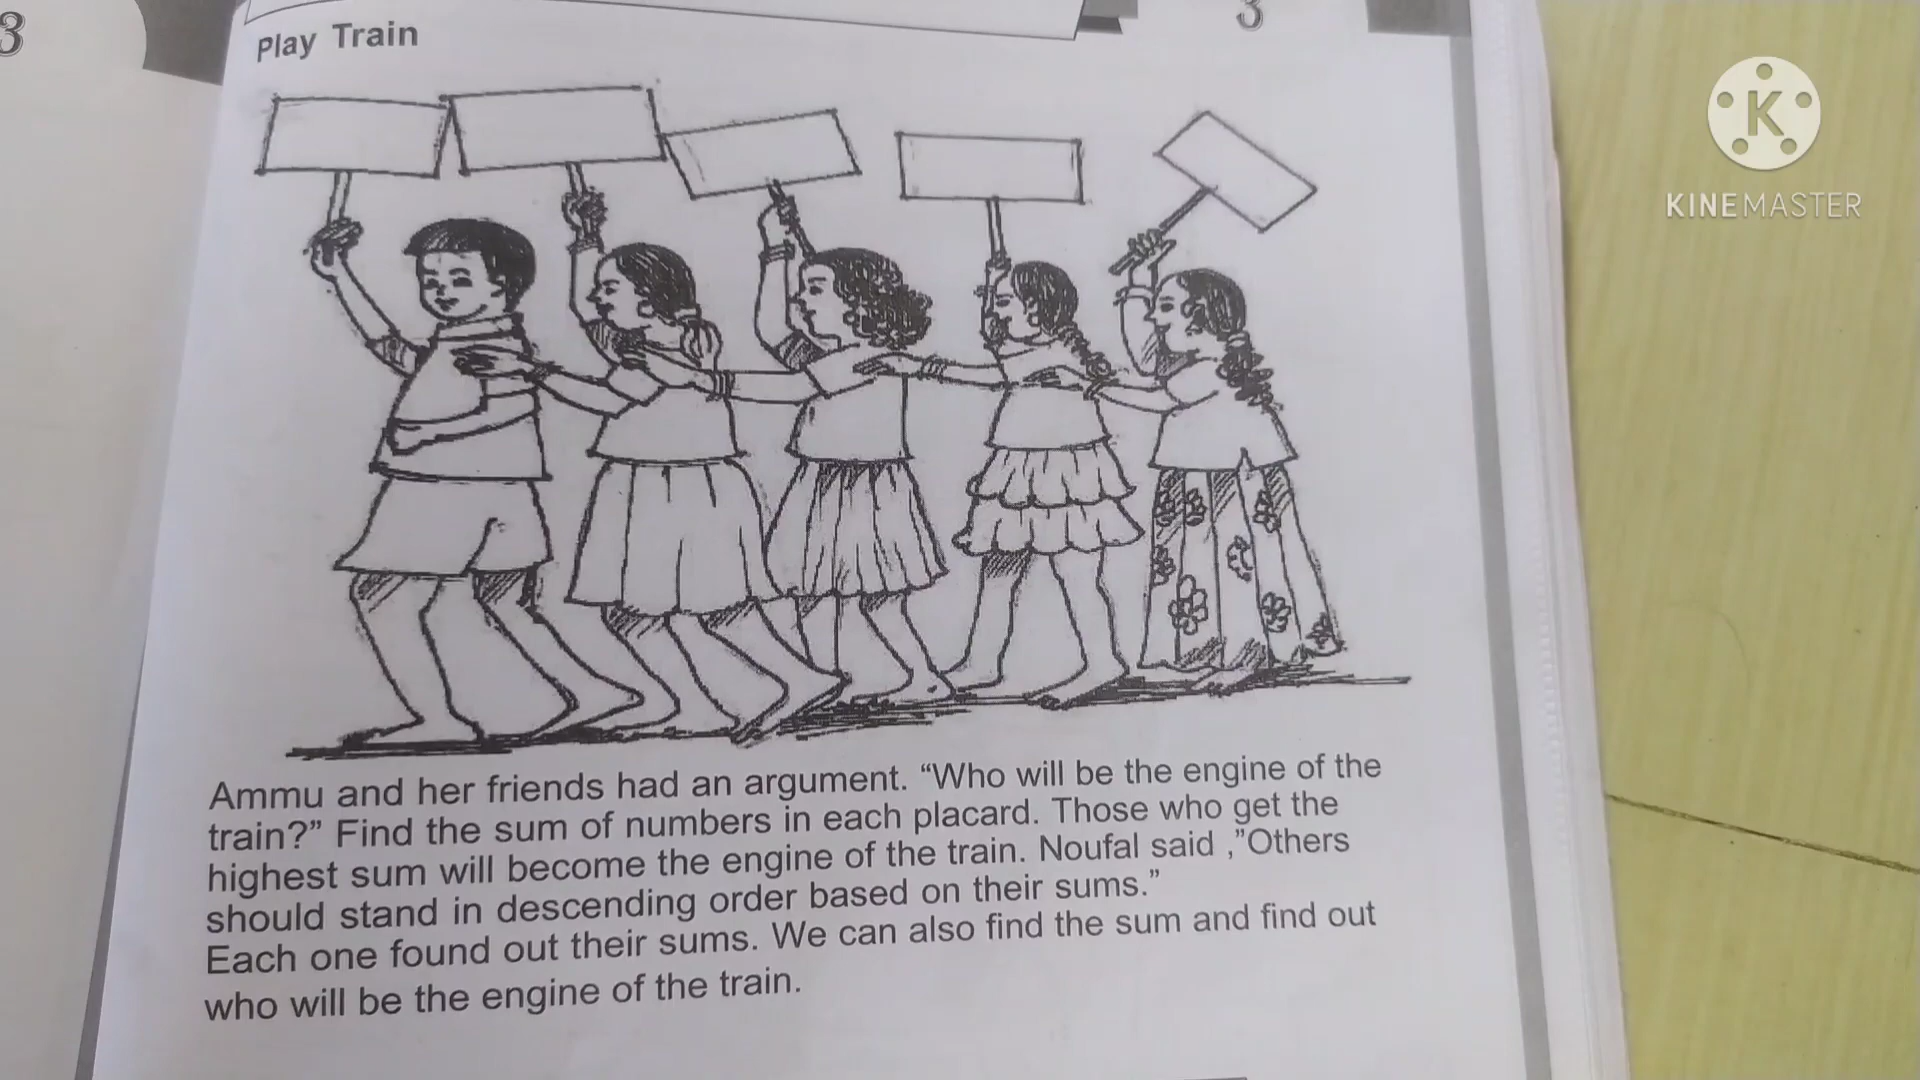 3
3
Play Train
K
KINEMASTER
Ammu and her friends had an argument. “Who will be the engine of the
train?” Find the sum of numbers in each placard. Those who get the
highest sum will become the engine of the train. Noufal said ,”Others
should stand in descending order based on their sums.”
Each one found out their sums. We can also find the sum and find out
who will be the engine of the train.